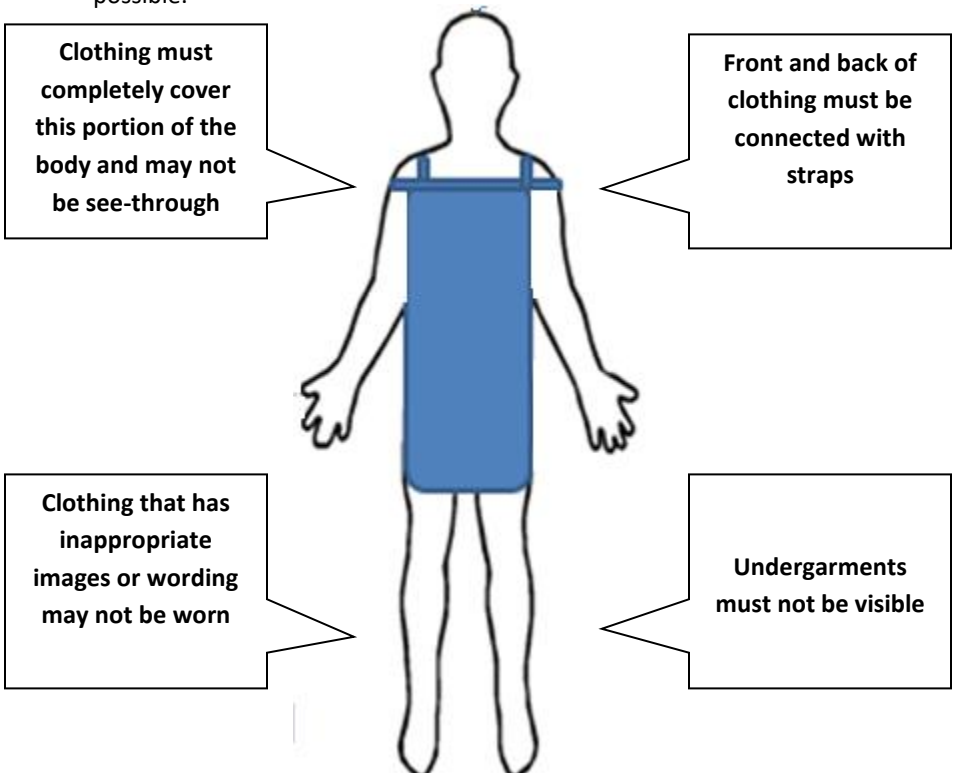 possible.
Clothing must
completely cover
this portion of the
body and may not
be see-through
Front and back of
clothing must be
connected with
straps
Clothing that has
inappropriate
images or wording
may not be worn
Undergarments
must not be visible